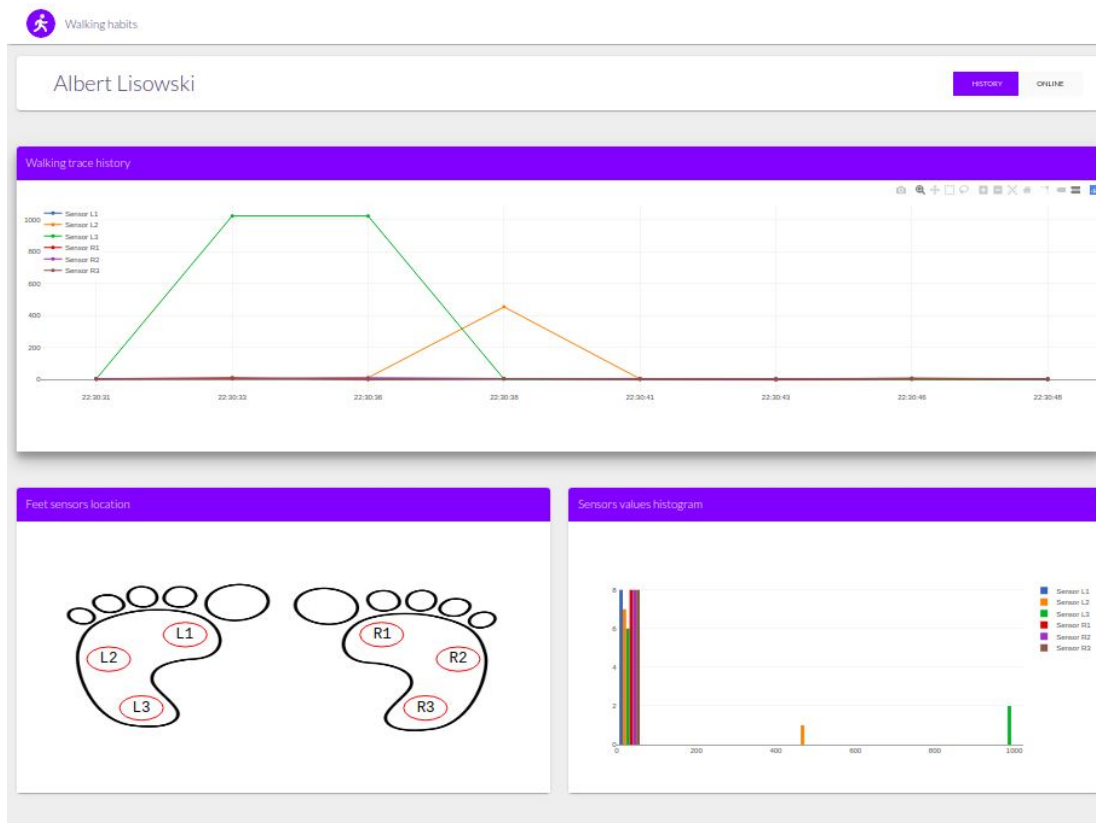 Walking habits
Albert Lisowski
HISTORY ONLINE
Walking trace history
Sensor L1
Sensor L2
Sensor L3
Sensor R1
Sensor R2
Sensor R3
1000
800
600
400
200
0
22:30:31 22:30:33 22:30:36 22:30:38 22:30:41 22:30:43 22:30:46 22:30:48
Feet sensors location
L1
L2
L3
R1
R2
R3
Sensors values histogram
8
6
4
2
0
0 200 400 600 800 1000
Sensor L1
Sensor L2
Sensor L3
Sensor R1
Sensor R2
Sensor R3